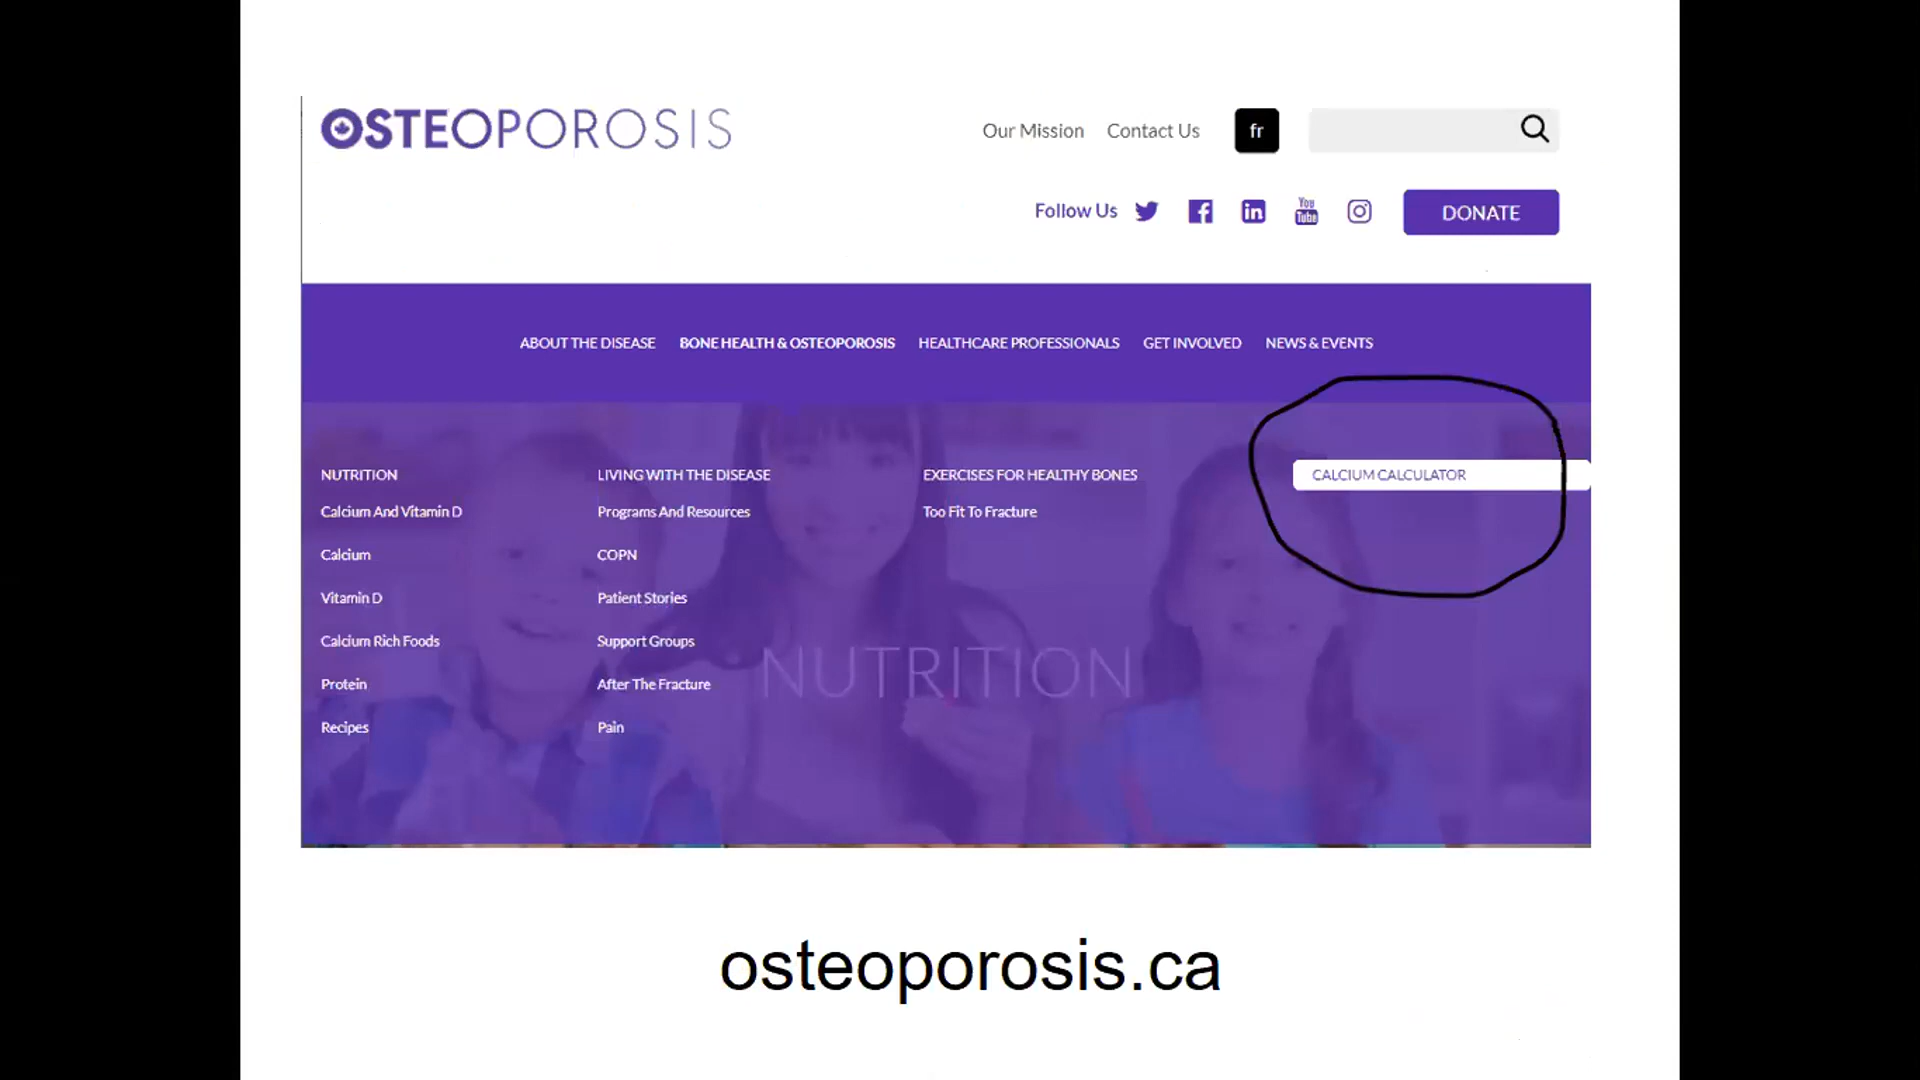 OSTEOPOROSIS
Our Mission Contact Us fr
Follow Us You Tube in DONATE
ABOUT THE DISEASE BONE HEALTH & OSTEOPOROSIS HEALTHCARE PROFESSIONALS GET INVOLVED NEWS & EVENTS
NUTRITION
Calcium And Vitamin D
Calcium
Vitamin D
Calcium Rich Foods
Protein
Recipes
LIVING WITH THE DISEASE
Programs And Resources
COPN
Patient Stories
Support Groups
After The Fracture
Pain
EXERCISES FOR HEALTHY BONES
Too Fit To Fracture
CALCIUM CALCULATOR
NUTRITION
osteoporosis.ca